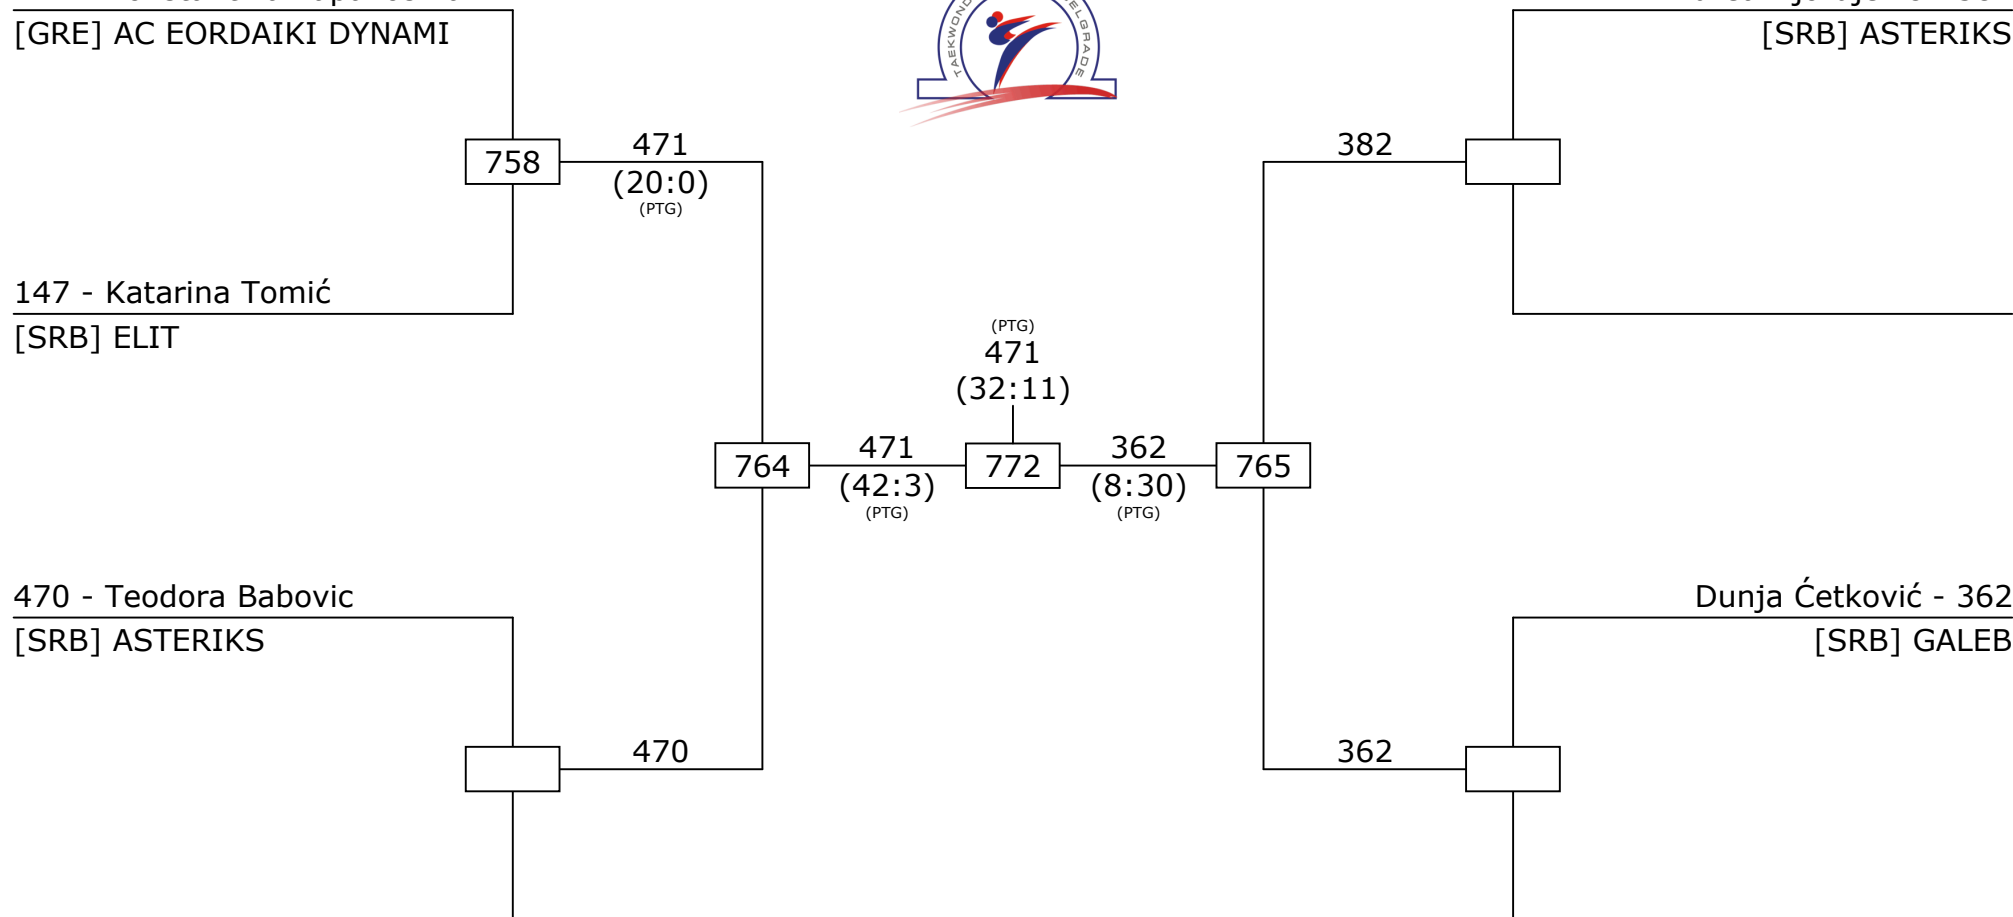 [GRE] AC EORDAIKI DYNAMI
[SRB] ASTERIKS
TAEKWONDO
BELGRADE
758
471
(20:0)
(PTG)
382
147 - Katarina Tomić
[SRB] ELIT
(PTG)
471
(32:11)
764
471
(42:3)
(PTG)
772
362
(8:30)
(PTG)
765
470 - Teodora Babovic
[SRB] ASTERIKS
Dunja Ćetković - 362
[SRB] GALEB
470
362